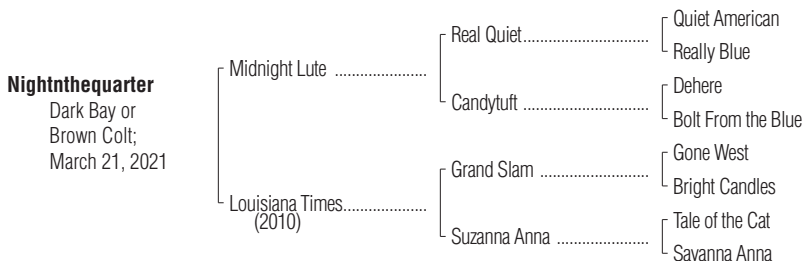 Nightnthequarter
Dark Bay or
Brown Colt;
March 21, 2021
Midnight Lute ......................
Louisiana Times....................
(2010)
Real Quiet..............................
Candytuft ..............................
Grand Slam ..........................
Suzanna Anna ......................
Quiet American
Really Blue
Dehere
Bolt From the Blue
Gone West
Bright Candles
Tale of the Cat
Savanna Anna